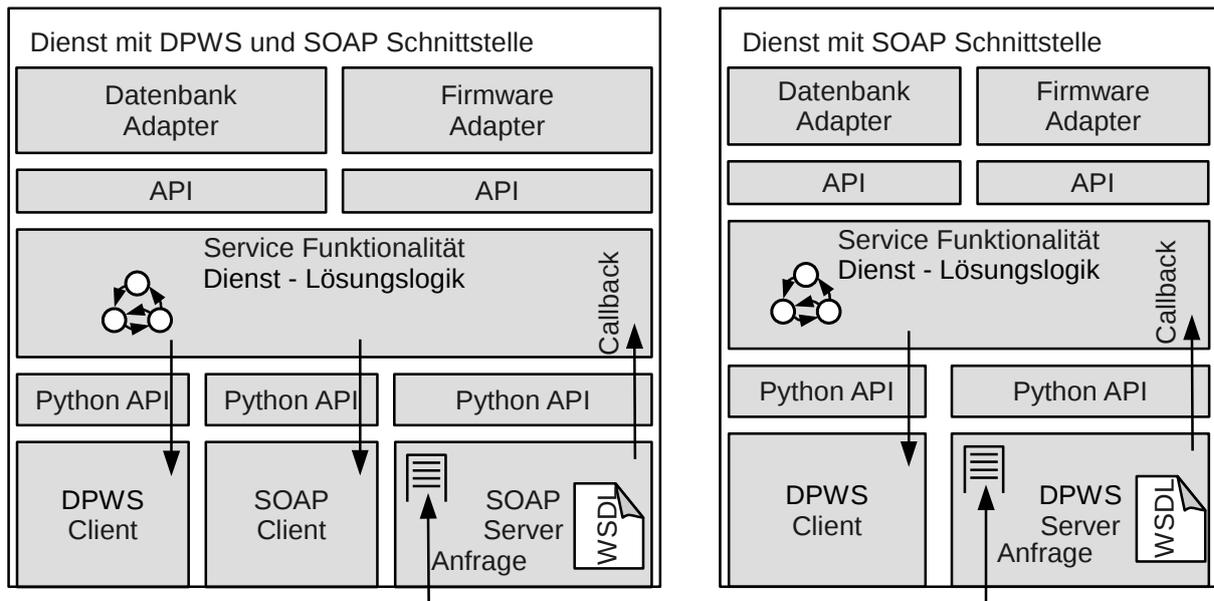 Dienst mit DPWS und SOAP Schnittstelle
Datenbank
Adapter
Firmware
Adapter
API
API
Service Funktionalität
Dienst - Lösungslogik
Callback
Python API
Python API
Python API
DPWS
Client
SOAP
Client
SOAP
Server
WSDL
Anfrage
Dienst mit SOAP Schnittstelle
Datenbank
Adapter
Firmware
Adapter
API
API
Service Funktionalität
Dienst - Lösungslogik
Callback
Python API
Python API
DPWS
Client
DPWS
Server
WSDL
Anfrage